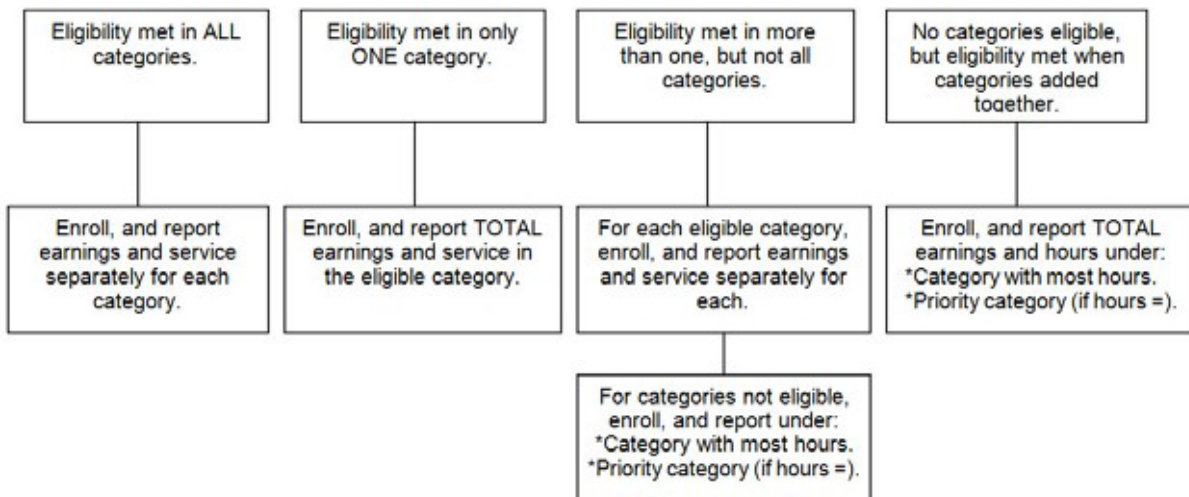 Eligibility met in ALL
categories.
Eligibility met in only
ONE category.
Eligibility met in more
than one, but not all
categories.
No categories eligible,
but eligibility met when
categories added
together.
Enroll, and report
earnings and service
separately for each
category.
Enroll, and report TOTAL
earnings and service in
the eligible category.
For each eligible category,
enroll, and report earnings
and service separately for
each.
Enroll, and report TOTAL
earnings and hours under:
*Category with most hours.
*Priority category (if hours =).
For categories not eligible,
enroll, and report under:
*Category with most hours.
*Priority category (if hours =).